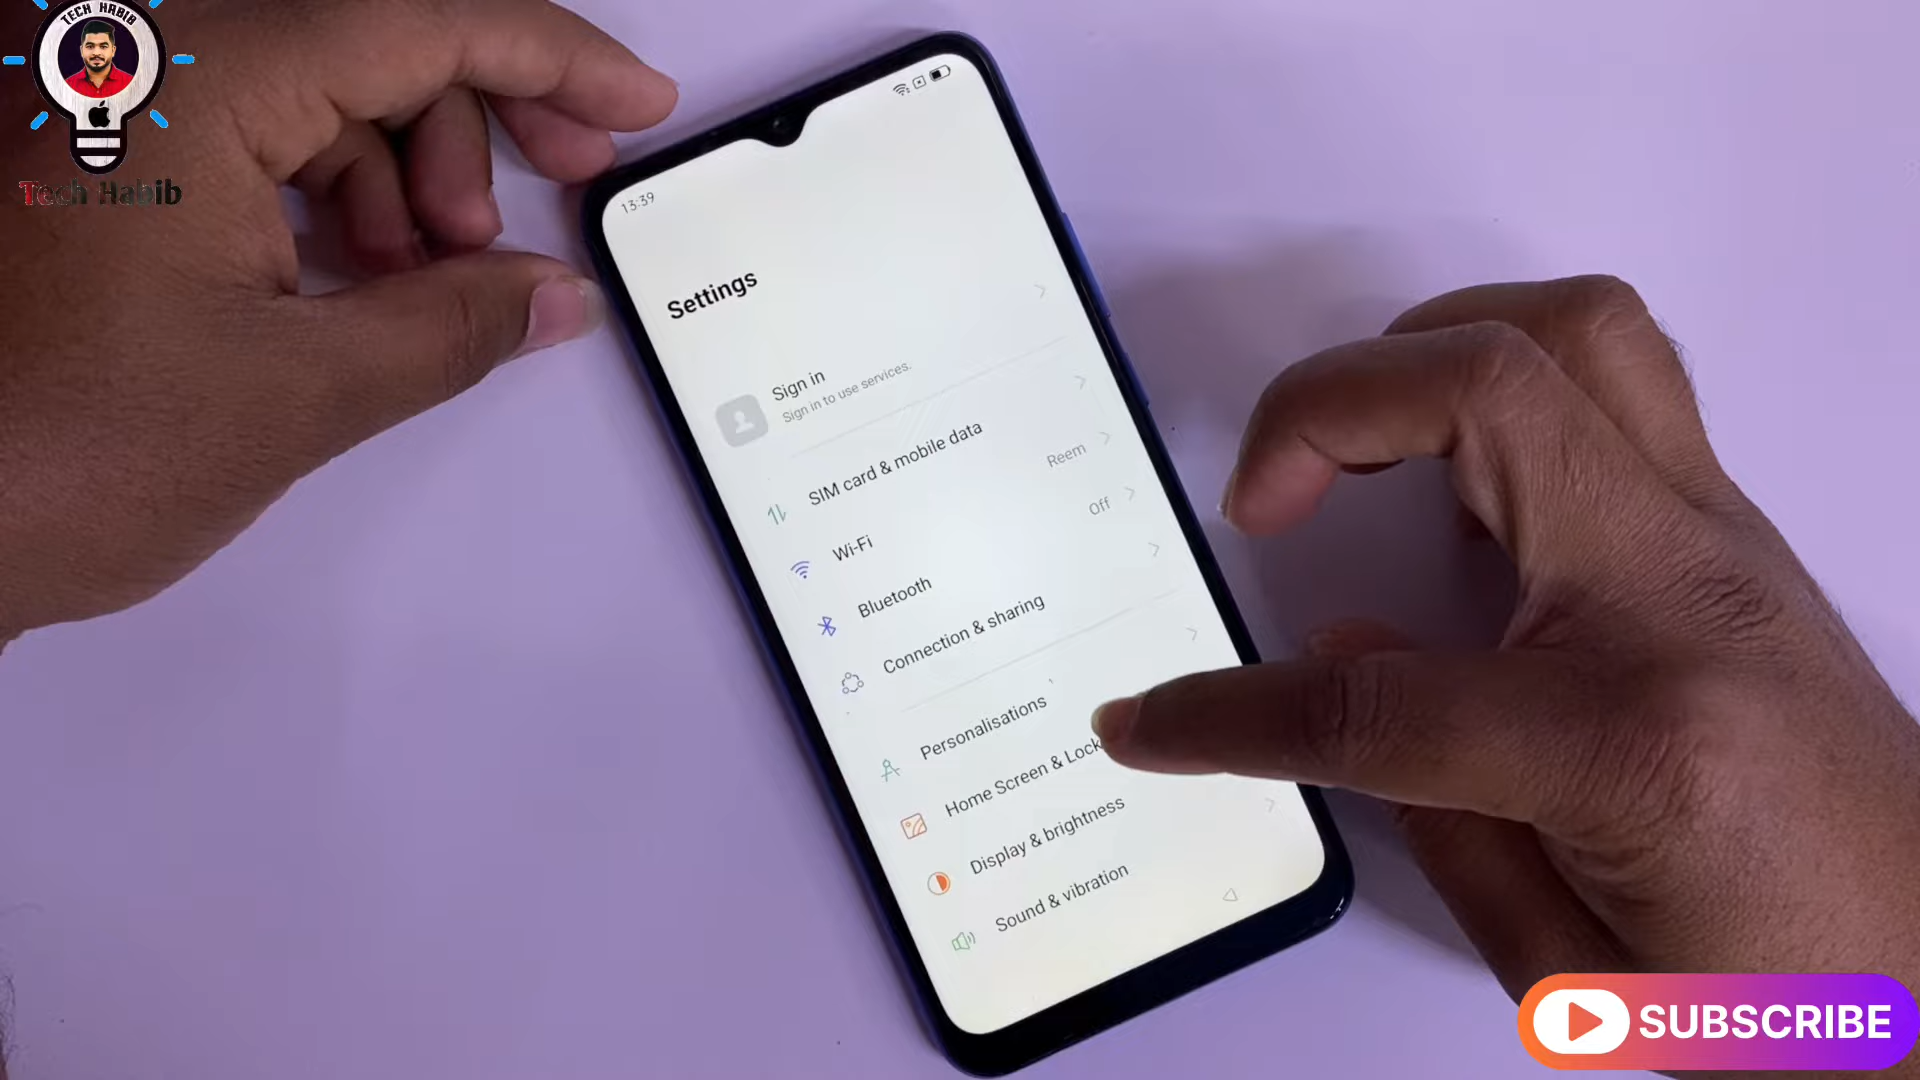 TECH HABIB
Tech Habib
13:39
Settings
Sign in
Sign in to use services.
SIM card & mobile data
Wi-Fi
Reem
Bluetooth
Off
Connection & sharing
Personalisations
Home Screen & Lock
Display & brightness
Sound & vibration
SUBSCRIBE